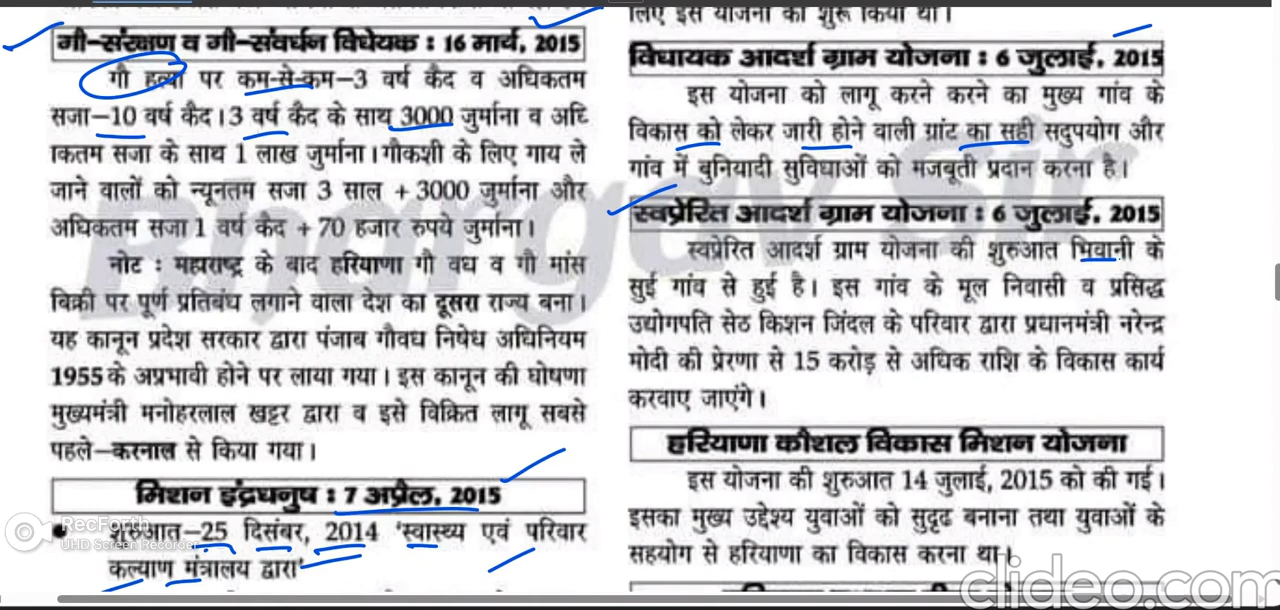 गौ-संरक्षण व गौ-संवर्धन विधेयक : 16 मार्च, 2015
गौ हत्या पर कम-से-कम–3 वर्ष कैद व अधिकतम
सजा–10 वर्ष कैद। 3 वर्ष कैद के साथ 3000 जुर्माना व अधि
कतम सजा के साथ 1 लाख जुर्माना। गौकशी के लिए गाय ले
जाने वालों को न्यूनतम सजा 3 साल + 3000 जुर्माना और
अधिकतम सजा 1 वर्ष कैद + 70 हजार रुपये जुर्माना।
नोट : महाराष्ट्र के बाद हरियाणा गौ वध व गौ मांस
बिक्री पर पूर्ण प्रतिबंध लगाने वाला देश का दूसरा राज्य बना।
यह कानून प्रदेश सरकार द्वारा पंजाब गौवध निषेध अधिनियम
1955 के अप्रभावी होने पर लाया गया। इस कानून की घोषणा
मुख्यमंत्री मनोहरलाल खट्टर द्वारा व इसे विक्रित लागू सबसे
पहले–करनाल से किया गया।
मिशन इंद्रधनुष : 7 अप्रैल, 2015
● शुरुआत–25 दिसंबर, 2014 'स्वास्थ्य एवं परिवार
कल्याण मंत्रालय द्वारा'
लिए इस योजना को शुरू किया था।
विधायक आदर्श ग्राम योजना : 6 जुलाई, 2015
इस योजना को लागू करने करने का मुख्य गांव के
विकास को लेकर जारी होने वाली ग्रांट का सही सदुपयोग और
गांव में बुनियादी सुविधाओं को मजबूती प्रदान करना है।
स्वप्रेरित आदर्श ग्राम योजना : 6 जुलाई, 2015
स्वप्रेरित आदर्श ग्राम योजना की शुरुआत भिवानी के
सुई गांव से हुई है। इस गांव के मूल निवासी व प्रसिद्ध
उद्योगपति सेठ किशन जिंदल के परिवार द्वारा प्रधानमंत्री नरेन्द्र
मोदी की प्रेरणा से 15 करोड़ से अधिक राशि के विकास कार्य
करवाए जाएंगे।
हरियाणा कौशल विकास मिशन योजना
इस योजना की शुरुआत 14 जुलाई, 2015 को की गई।
इसका मुख्य उद्देश्य युवाओं को सुदृढ बनाना तथा युवाओं के
सहयोग से हरियाणा का विकास करना था।
Bhargav Sir
RecForth
UHD Screen Recorder
clideo.com